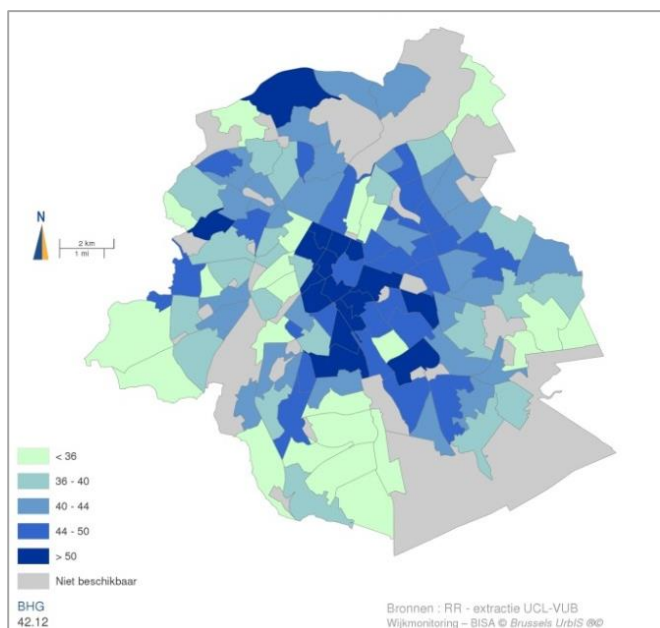 N
2 km
1 mi
< 36
36 - 40
40 - 44
44 - 50
> 50
Niet beschikbaar
BHG
42.12
Bronnen : RR - extractie UCL-VUB
Wijkmonitoring – BISA © Brussels UrbIS ®©